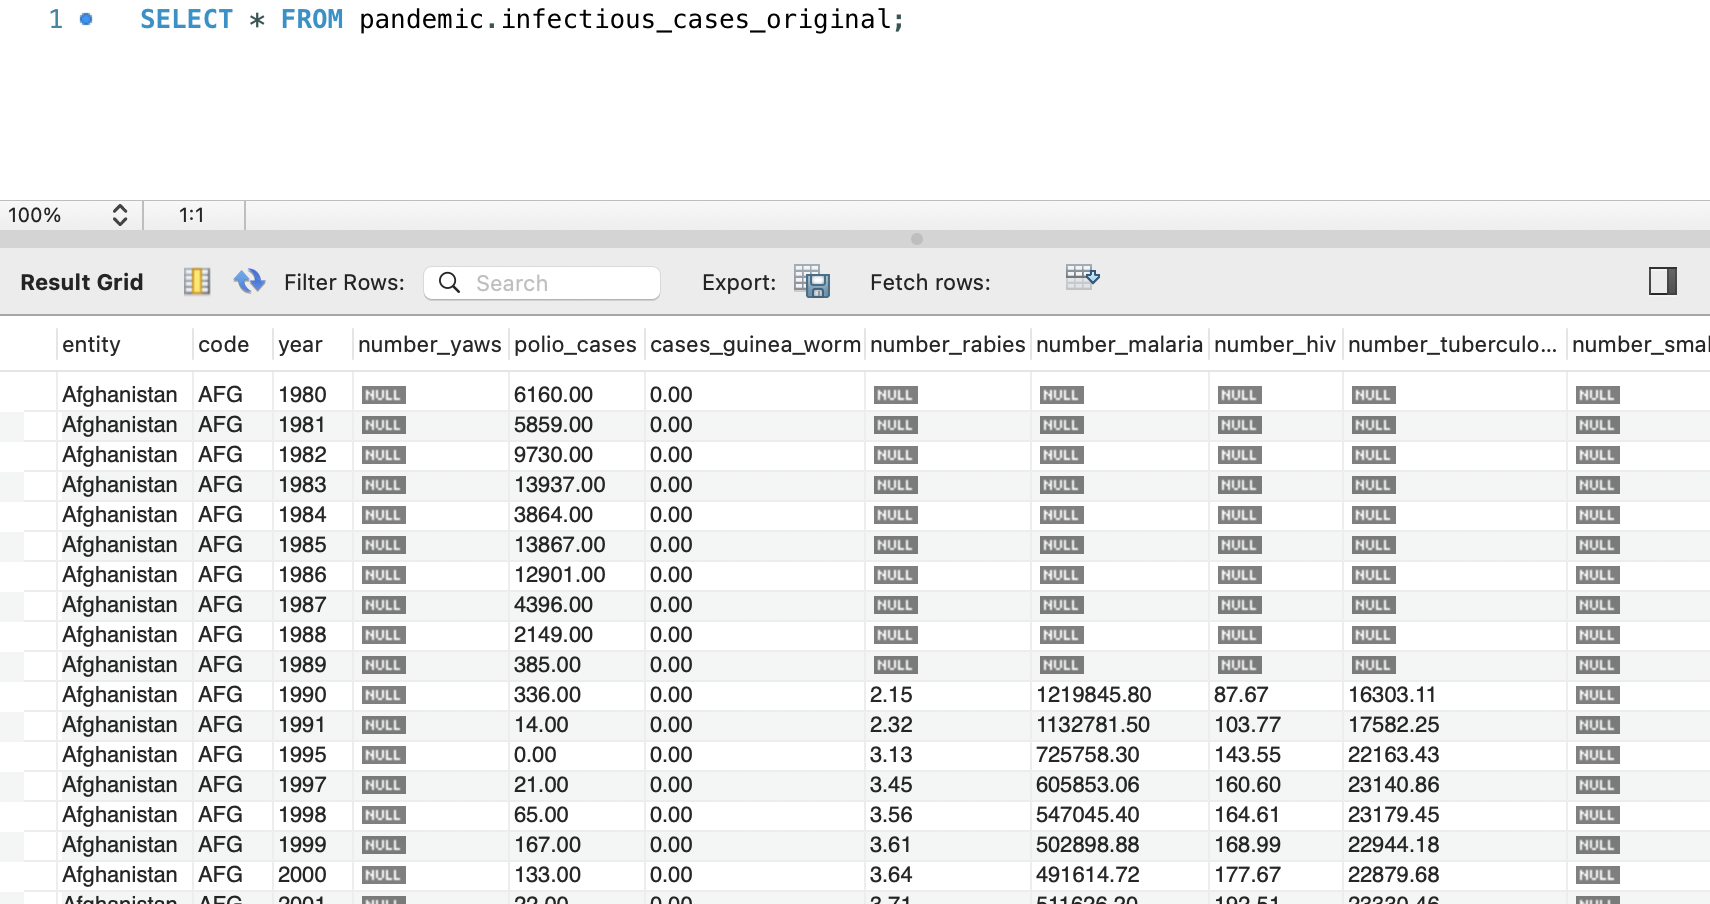 1 SELECT * FROM pandemic.infectious_cases_original;
100% 1:1
Result Grid Filter Rows: Search Export: Fetch rows:
entity code year number_yaws polio_cases cases_guinea_worm number_rabies number_malaria number_hiv number_tuberculo... number_smal
Afghanistan AFG 1980 NULL 6160.00 0.00 NULL NULL NULL NULL NULL
Afghanistan AFG 1981 NULL 5859.00 0.00 NULL NULL NULL NULL NULL
Afghanistan AFG 1982 NULL 9730.00 0.00 NULL NULL NULL NULL NULL
Afghanistan AFG 1983 NULL 13937.00 0.00 NULL NULL NULL NULL NULL
Afghanistan AFG 1984 NULL 3864.00 0.00 NULL NULL NULL NULL NULL
Afghanistan AFG 1985 NULL 13867.00 0.00 NULL NULL NULL NULL NULL
Afghanistan AFG 1986 NULL 12901.00 0.00 NULL NULL NULL NULL NULL
Afghanistan AFG 1987 NULL 4396.00 0.00 NULL NULL NULL NULL NULL
Afghanistan AFG 1988 NULL 2149.00 0.00 NULL NULL NULL NULL NULL
Afghanistan AFG 1989 NULL 385.00 0.00 NULL NULL NULL NULL NULL
Afghanistan AFG 1990 NULL 336.00 0.00 2.15 1219845.80 87.67 16303.11 NULL
Afghanistan AFG 1991 NULL 14.00 0.00 2.32 1132781.50 103.77 17582.25 NULL
Afghanistan AFG 1995 NULL 0.00 0.00 3.13 725758.30 143.55 22163.43 NULL
Afghanistan AFG 1997 NULL 21.00 0.00 3.45 605853.06 160.60 23140.86 NULL
Afghanistan AFG 1998 NULL 65.00 0.00 3.56 547045.40 164.61 23179.45 NULL
Afghanistan AFG 1999 NULL 167.00 0.00 3.61 502898.88 168.99 22944.18 NULL
Afghanistan AFG 2000 NULL 133.00 0.00 3.64 491614.72 177.67 22879.68 NULL
Afghanistan AFG 2001 NULL 22.00 0.00 3.71